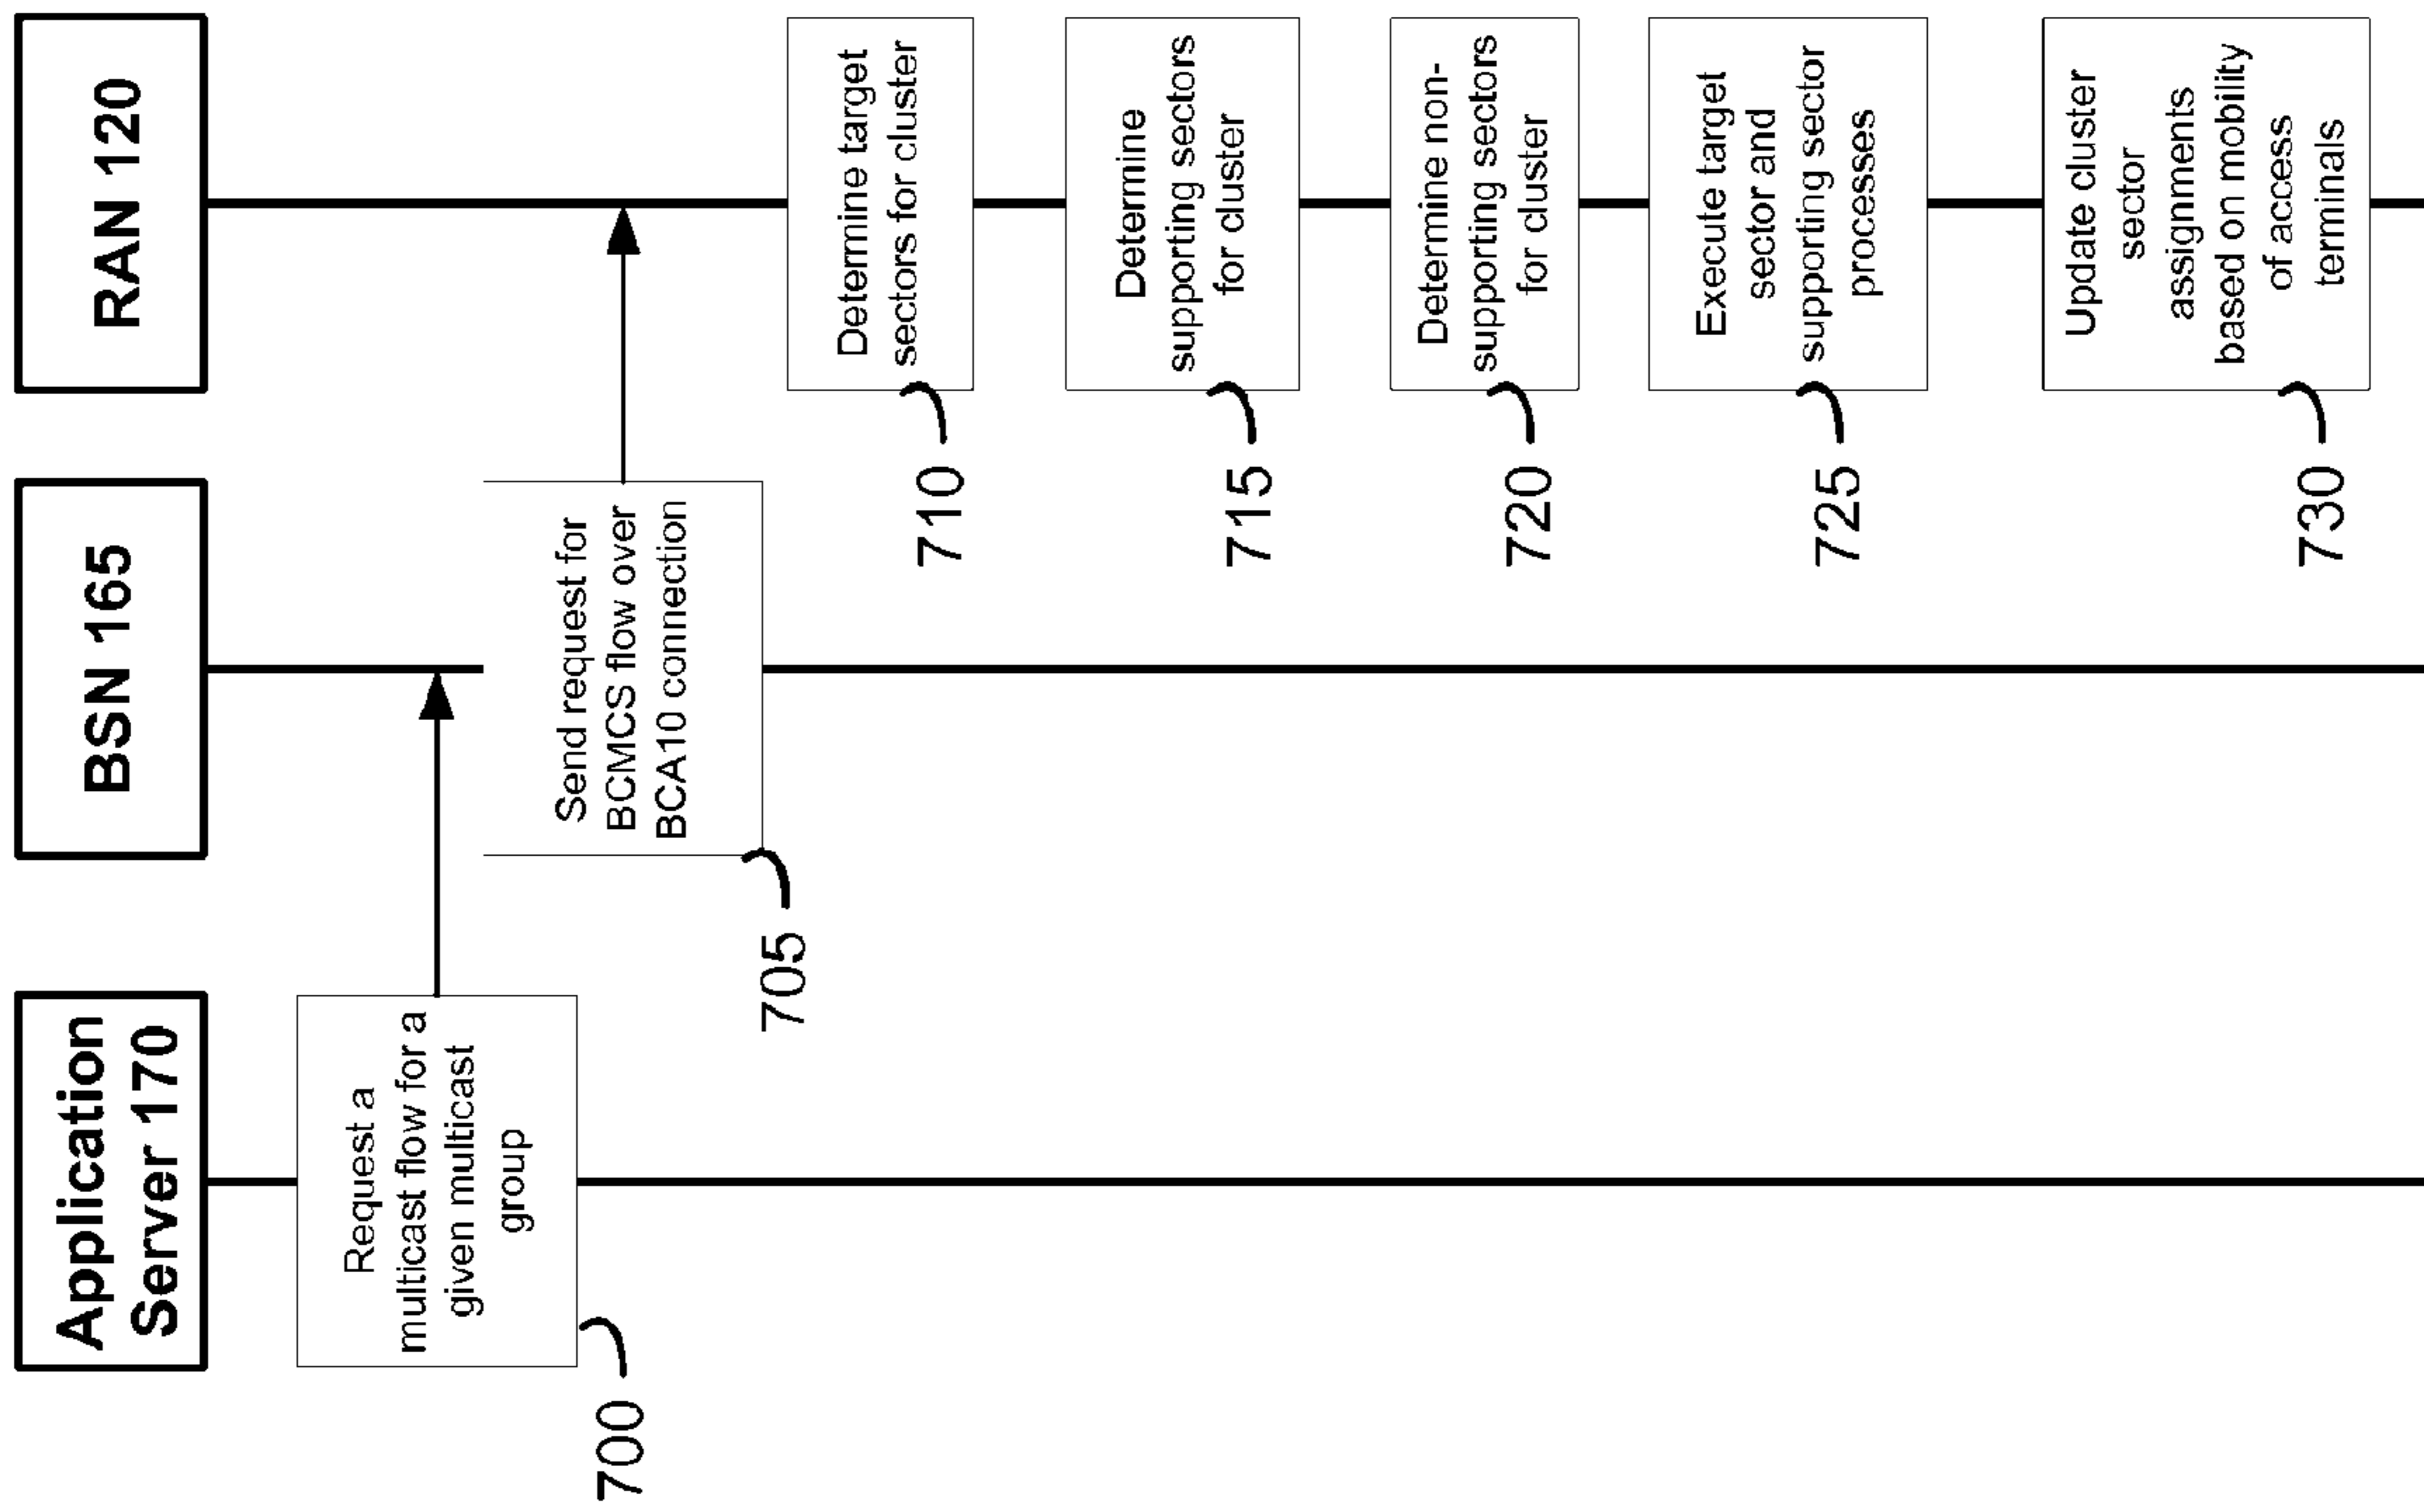 Application
Server 170
BSN 165
RAN 120
Request a
multicast flow for a
given multicast
group
700
Send request for
BCMCS flow over
BCA10 connection
705
Determine target
sectors for cluster
710
Determine
supporting sectors
for cluster
715
Determine non-
supporting sectors
for cluster
720
Execute target
sector and
supporting sector
processes
725
Update cluster
sector
assignments
based on mobility
of access
terminals
730